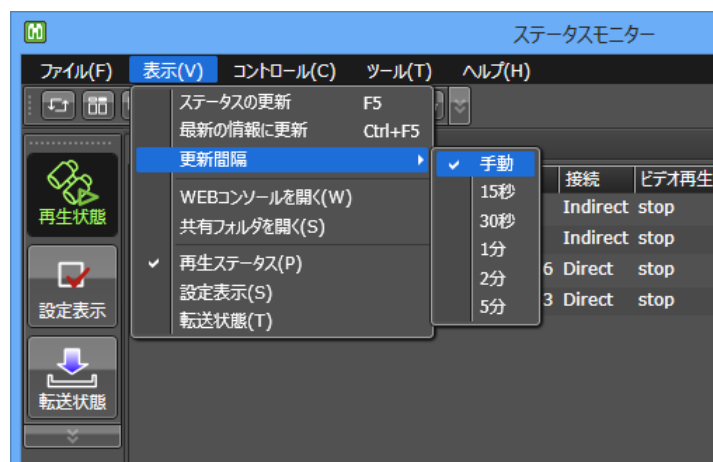 ステータスモニター
ファイル(F) 表示(V) コントロール(C) ツール(T) ヘルプ(H)
ステータスの更新 F5
最新の情報に更新 Ctrl+F5
更新間隔
WEBコンソールを開く(W)
共有フォルダを開く(S)
再生ステータス(P)
設定表示(S)
転送状態(T)
手動
15秒
30秒
1分
2分
5分
接続 ビデオ再生
Indirect stop
Indirect stop
6 Direct stop
3 Direct stop
再生状態
設定表示
転送状態